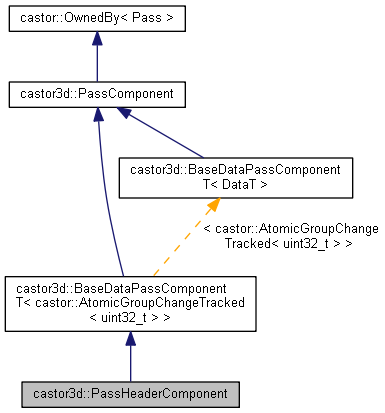 castor::OwnedBy< Pass >
castor3d::PassComponent
castor3d::BaseDataPassComponent
T< DataT >
< castor::AtomicGroupChange
Tracked< uint32_t > >
castor3d::BaseDataPassComponent
T< castor::AtomicGroupChangeTracked
< uint32_t > >
castor3d::PassHeaderComponent